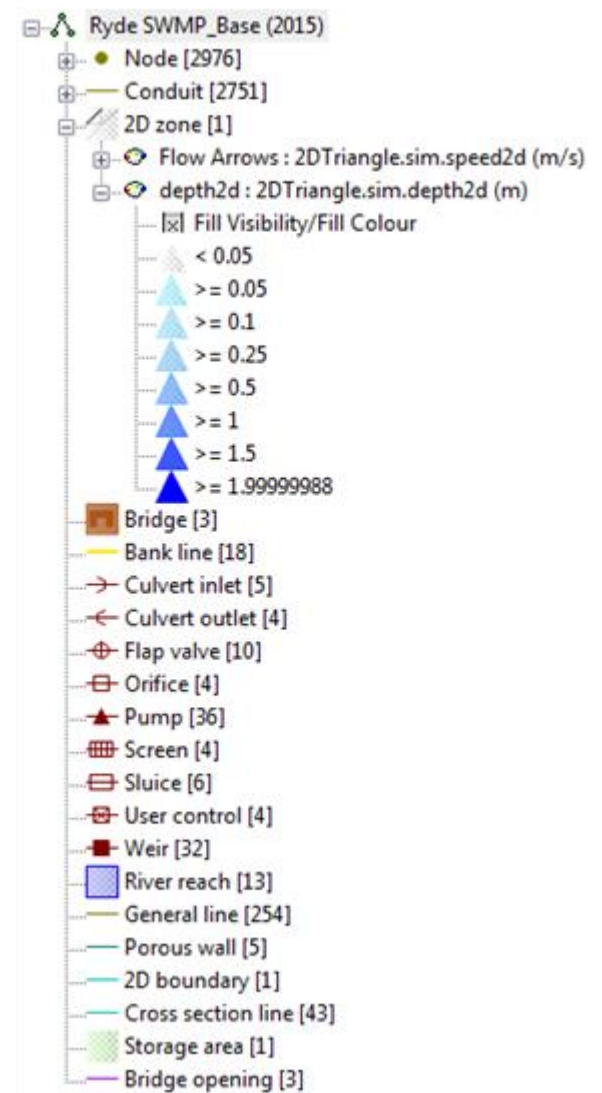 Ryde SWMP_Base (2015)
Node [2976]
Conduit [2751]
2D zone [1]
Flow Arrows : 2DTriangle.sim.speed2d (m/s)
depth2d : 2DTriangle.sim.depth2d (m)
Fill Visibility/Fill Colour
< 0.05
>= 0.05
>= 0.1
>= 0.25
>= 0.5
>= 1
>= 1.5
>= 1.99999988
Bridge [3]
Bank line [18]
Culvert inlet [5]
Culvert outlet [4]
Flap valve [10]
Orifice [4]
Pump [36]
Screen [4]
Sluice [6]
User control [4]
Weir [32]
River reach [13]
General line [254]
Porous wall [5]
2D boundary [1]
Cross section line [43]
Storage area [1]
Bridge opening [3]